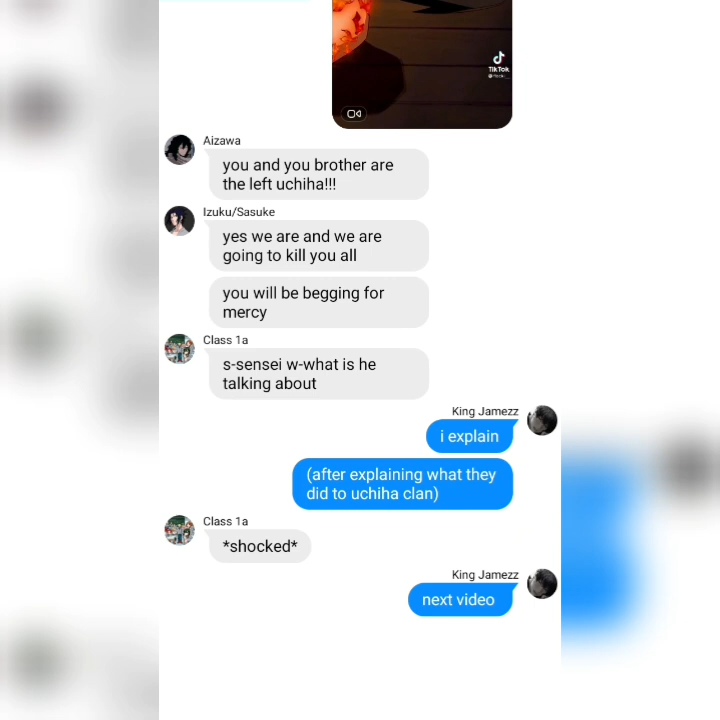 TikTok
Aizawa
you and you brother are
the left uchiha!!!
Izuku/Sasuke
yes we are and we are
going to kill you all
you will be begging for
mercy
Class 1a
s-sensei w-what is he
talking about
King Jamezz
i explain
(after explaining what they
did to uchiha clan)
Class 1a
*shocked*
King Jamezz
next video